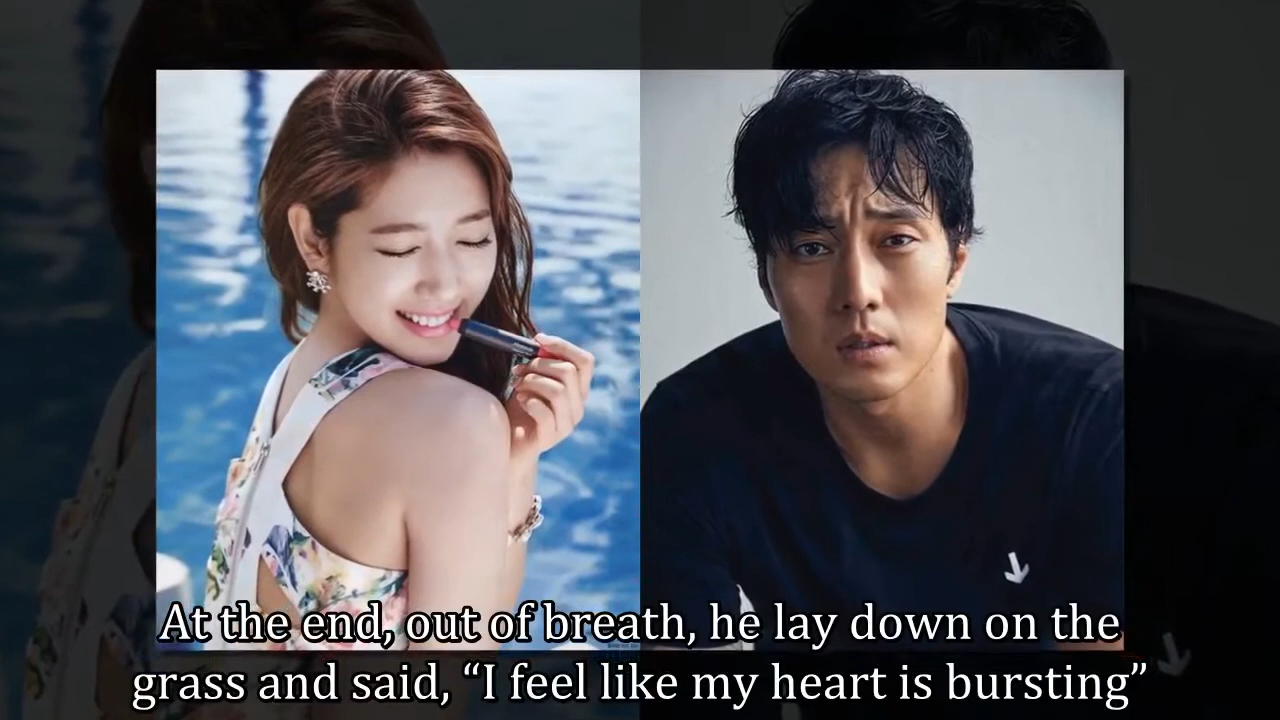 At the end, out of breath, he lay down on the
grass and said, “I feel like my heart is bursting”